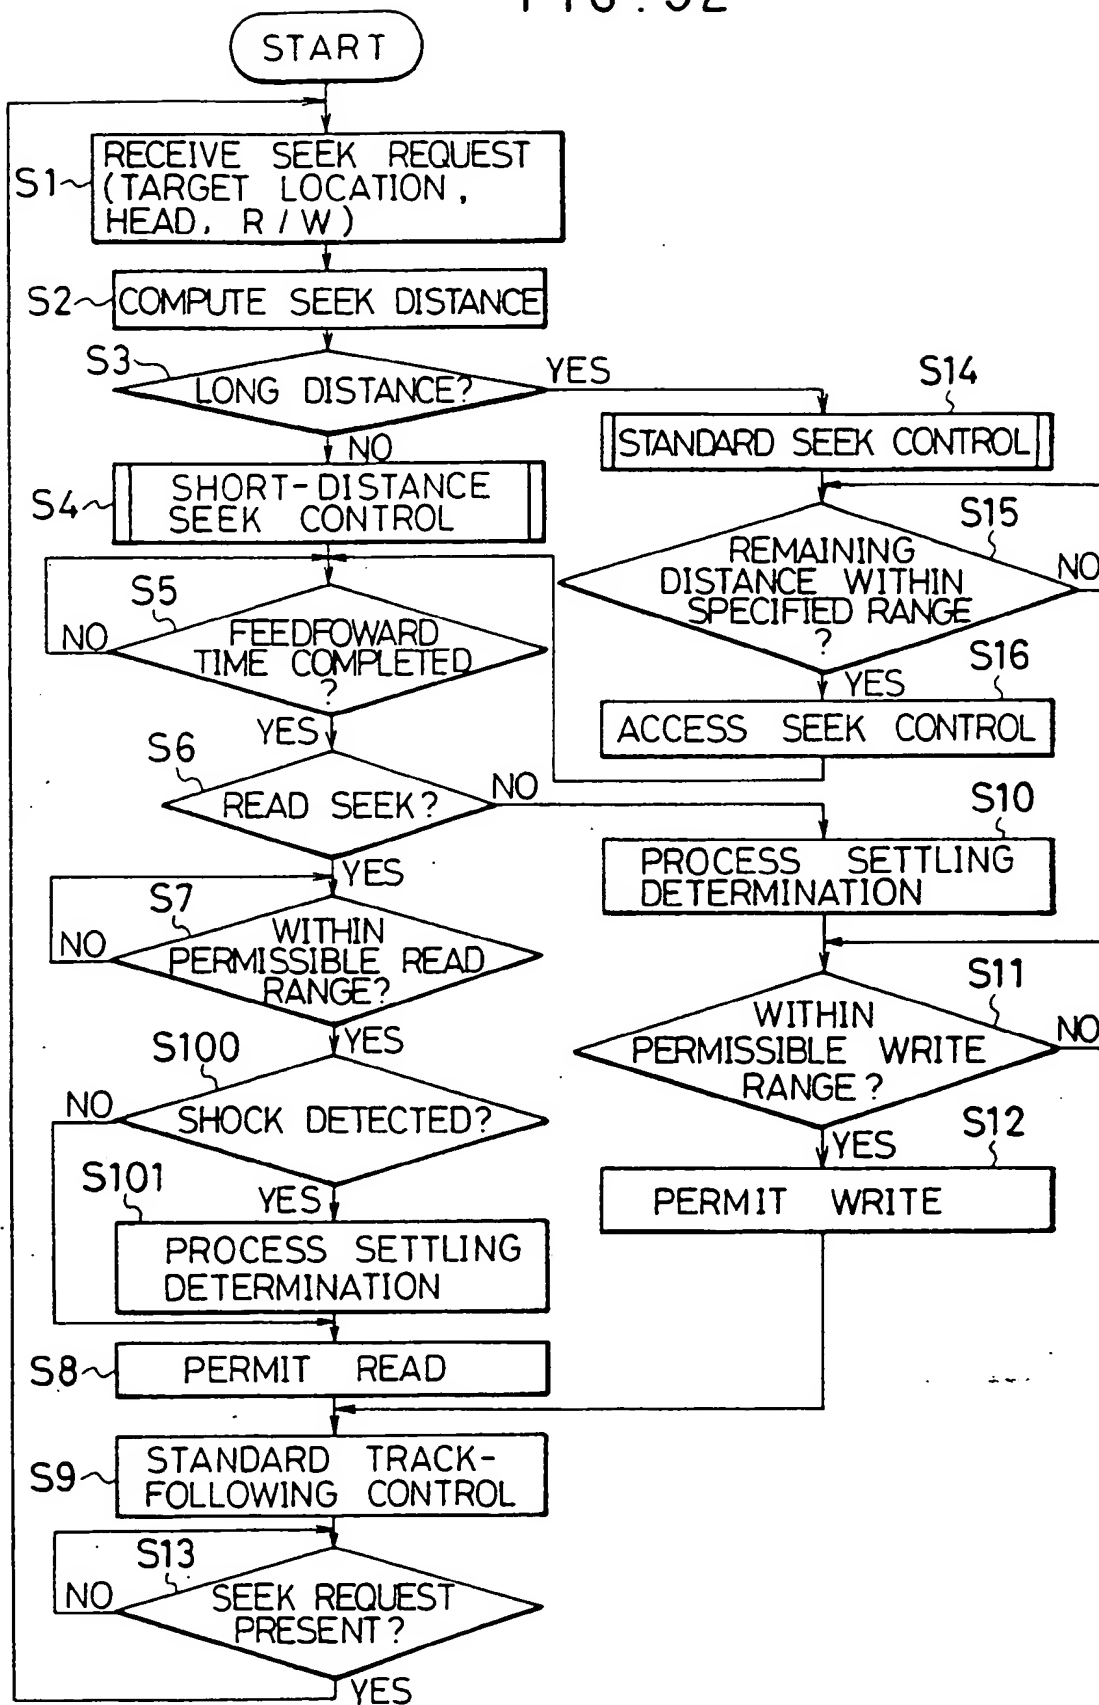 FIG. 32
START
S1
RECEIVE SEEK REQUEST
(TARGET LOCATION,
HEAD, R/W)
S2
COMPUTE SEEK DISTANCE
S3
LONG DISTANCE?
YES
NO
S14
STANDARD SEEK CONTROL
S4
SHORT-DISTANCE
SEEK CONTROL
S15
REMAINING
DISTANCE WITHIN
SPECIFIED RANGE
?
NO
YES
S5
NO
FEEDFOWARD
TIME COMPLETED
?
YES
S16
ACCESS SEEK CONTROL
S6
READ SEEK?
NO
YES
S10
PROCESS SETTLING
DETERMINATION
S7
NO
WITHIN
PERMISSIBLE READ
RANGE?
YES
S11
WITHIN
PERMISSIBLE WRITE
RANGE?
NO
YES
S100
NO
SHOCK DETECTED?
YES
S12
PERMIT WRITE
S101
PROCESS SETTLING
DETERMINATION
S8
PERMIT READ
S9
STANDARD TRACK-
FOLLOWING CONTROL
S13
NO
SEEK REQUEST
PRESENT?
YES